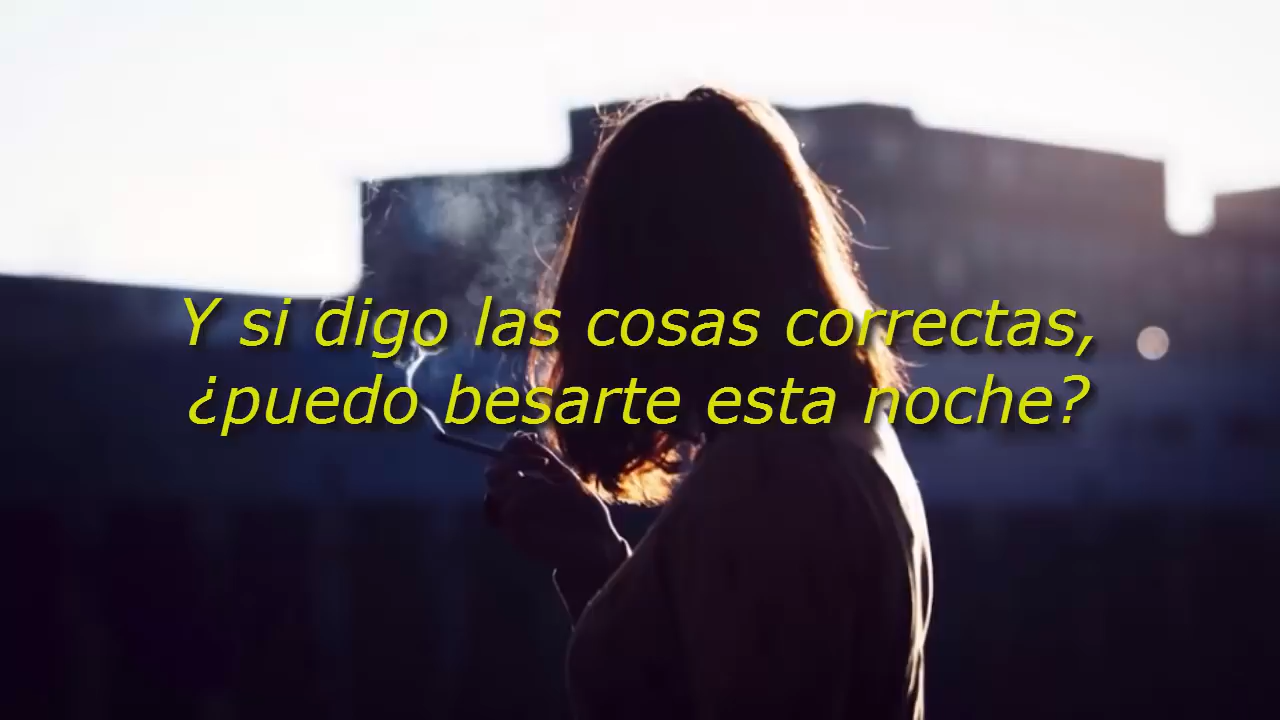 Y si digo las cosas correctas,
¿puedo besarte esta noche?